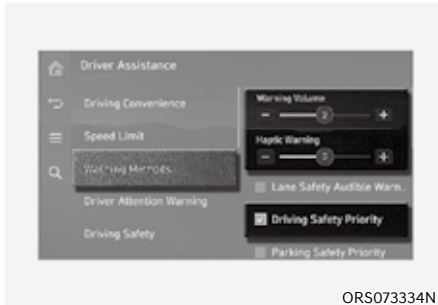 Driver Assistance
Driving Convenience
Speed Limit
Warning Methods
Driver Attention Warning
Driving Safety
Warning Volume
- 2 +
Haptic Warning
- 2 +
Lane Safety Audible Warn.
Driving Safety Priority
Parking Safety Priority
ORS073334N